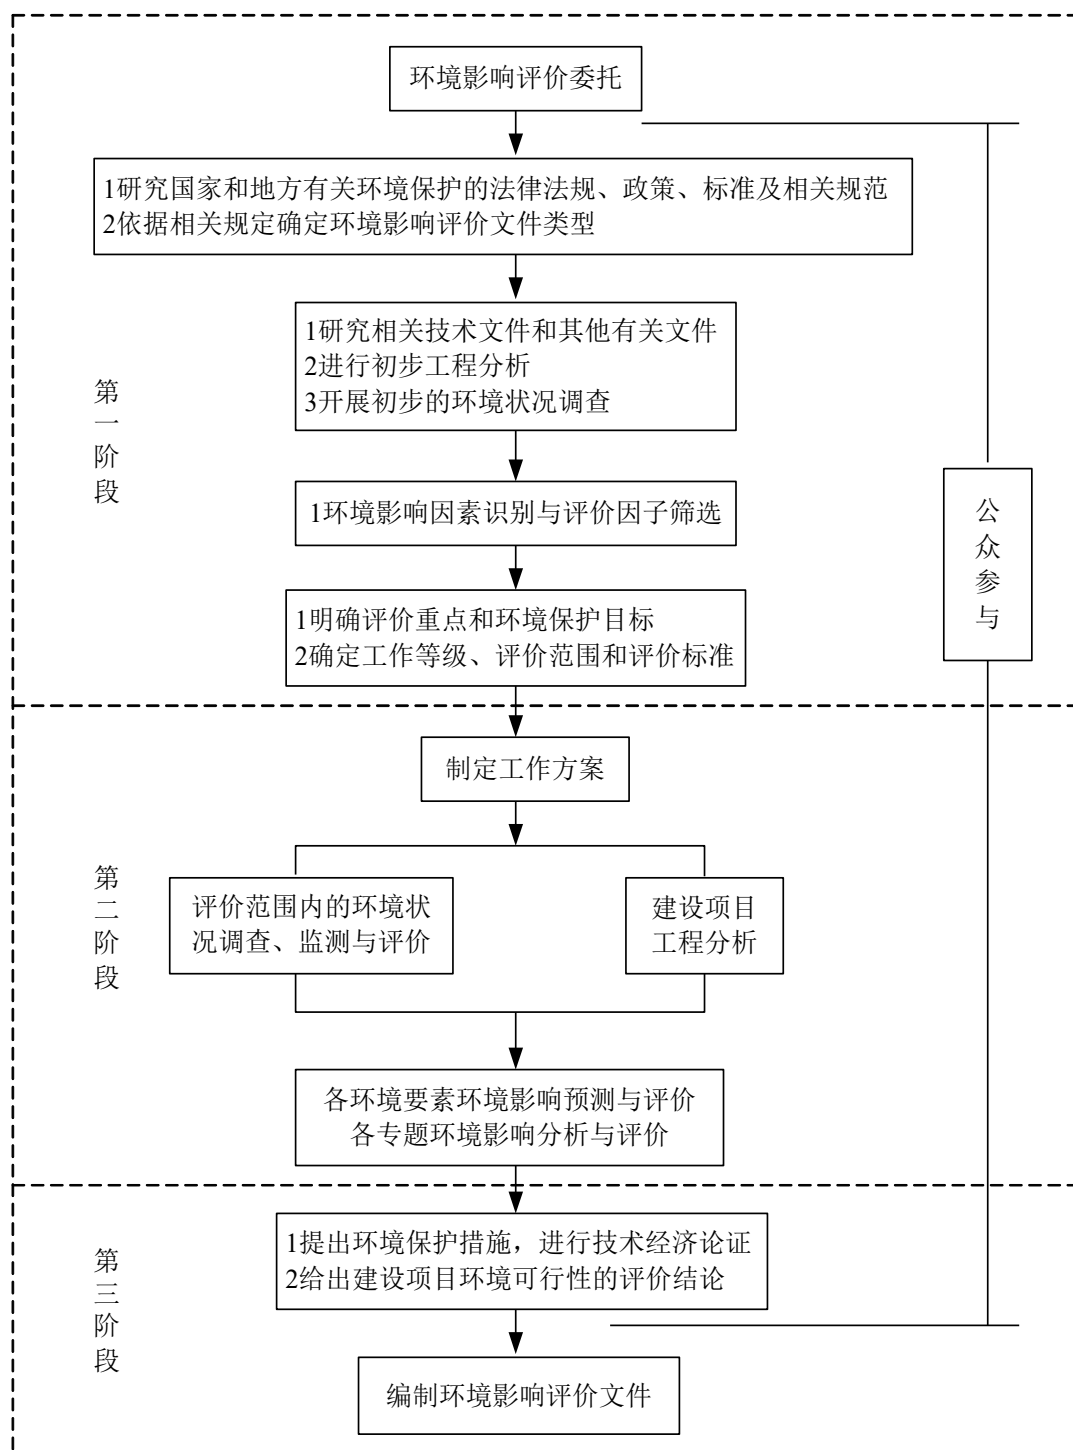 环境影响评价委托
1研究国家和地方有关环境保护的法律法规、政策、标准及相关规范
2依据相关规定确定环境影响评价文件类型
1研究相关技术文件和其他有关文件
2进行初步工程分析
3开展初步的环境状况调查
第一阶段
1环境影响因素识别与评价因子筛选
公众参与
1明确评价重点和环境保护目标
2确定工作等级、评价范围和评价标准
制定工作方案
第二阶段
评价范围内的环境状
况调查、监测与评价
建设项目
工程分析
各环境要素环境影响预测与评价
各专题环境影响分析与评价
第三阶段
1提出环境保护措施，进行技术经济论证
2给出建设项目环境可行性的评价结论
编制环境影响评价文件